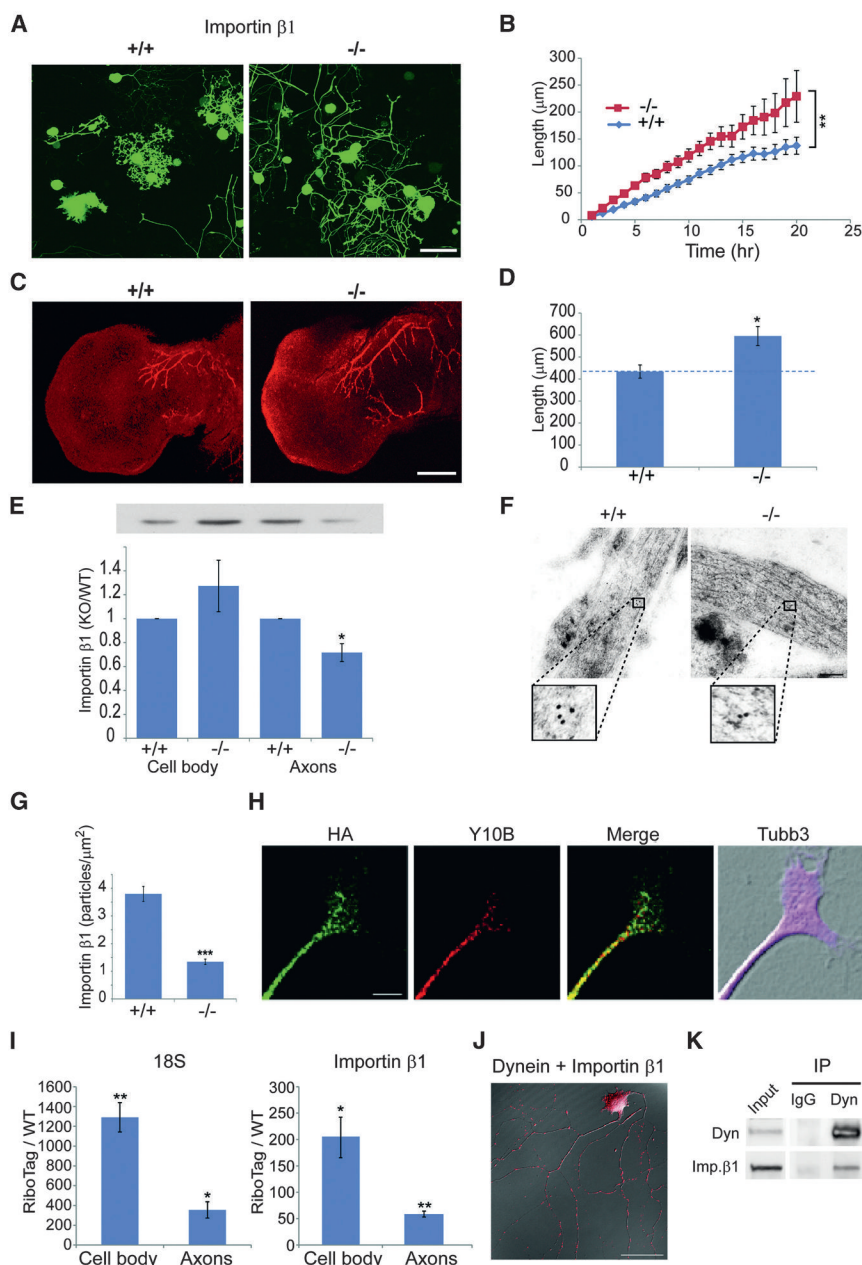 A
Importin β1
+/+
-/-
B
Length (μm)
300
250
200
150
100
50
0
-/-
+/+
**
0
5
10
15
20
25
Time (hr)
C
+/+
-/-
D
Length (μm)
700
600
500
400
300
200
100
0
*
+/+
-/-
E
Importin β1 (KO/WT)
1.4
1.2
1
0.8
0.6
0.4
0.2
0
*
+/+
-/-
+/+
-/-
Cell body
Axons
F
+/+
-/-
G
Importin β1 (particles/μm²)
4
3
2
1
0
***
+/+
-/-
H
HA
Y10B
Merge
Tubb3
I
18S
RiboTag / WT
1600
1400
1200
1000
800
600
400
200
0
**
*
Cell body
Axons
Importin β1
RiboTag / WT
300
250
200
150
100
50
0
*
**
Cell body
Axons
J
Dynein + Importin β1
K
IP
Input
IgG
Dyn
Dyn
Imp.β1